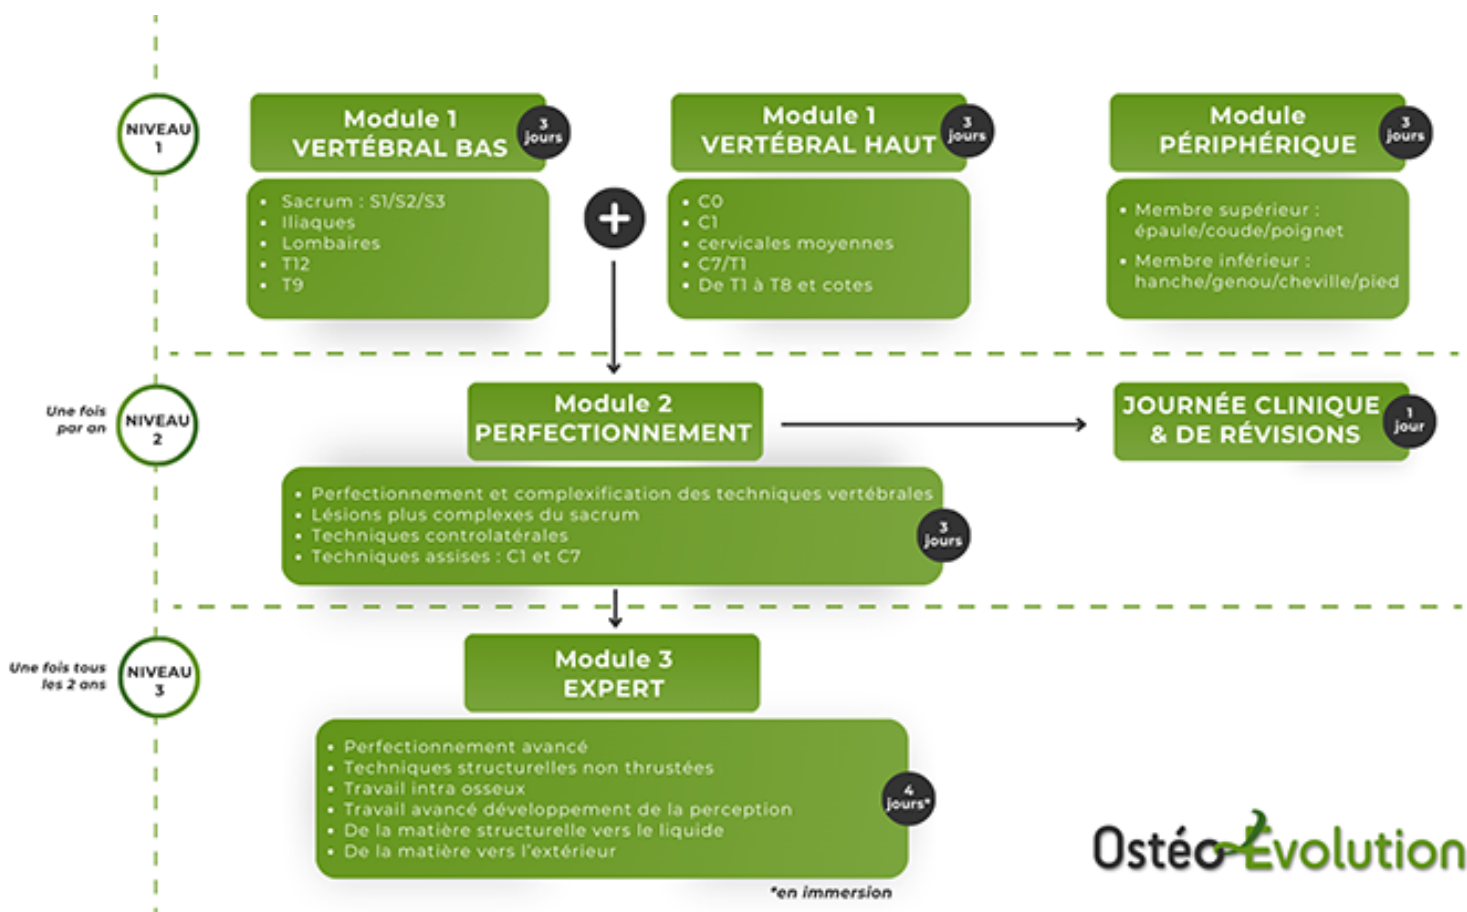 NIVEAU
1
Module 1
VERTÉBRAL BAS
3
jours
• Sacrum : S1/S2/S3
• Iliaques
• Lombaires
• T12
• T9
+
Module 1
VERTÉBRAL HAUT
3
jours
• C0
• C1
• cervicales moyennes
• C7/T1
• De T1 à T8 et cotes
Module
PÉRIPHÉRIQUE
3
jours
• Membre supérieur :
épaule/coude/poignet
• Membre inférieur :
hanche/genou/cheville/pied
Une fois
par an
NIVEAU
2
Module 2
PERFECTIONNEMENT
• Perfectionnement et complexification des techniques vertébrales
• Lésions plus complexes du sacrum
• Techniques controlatérales
• Techniques assises : C1 et C7
3
jours
JOURNÉE CLINIQUE
& DE RÉVISIONS
1
jour
Une fois tous
les 2 ans
NIVEAU
3
Module 3
EXPERT
• Perfectionnement avancé
• Techniques structurelles non thrustées
• Travail intra osseux
• Travail avancé développement de la perception
• De la matière structurelle vers le liquide
• De la matière vers l'extérieur
4
jours*
*en immersion
Ostéo-Évolution